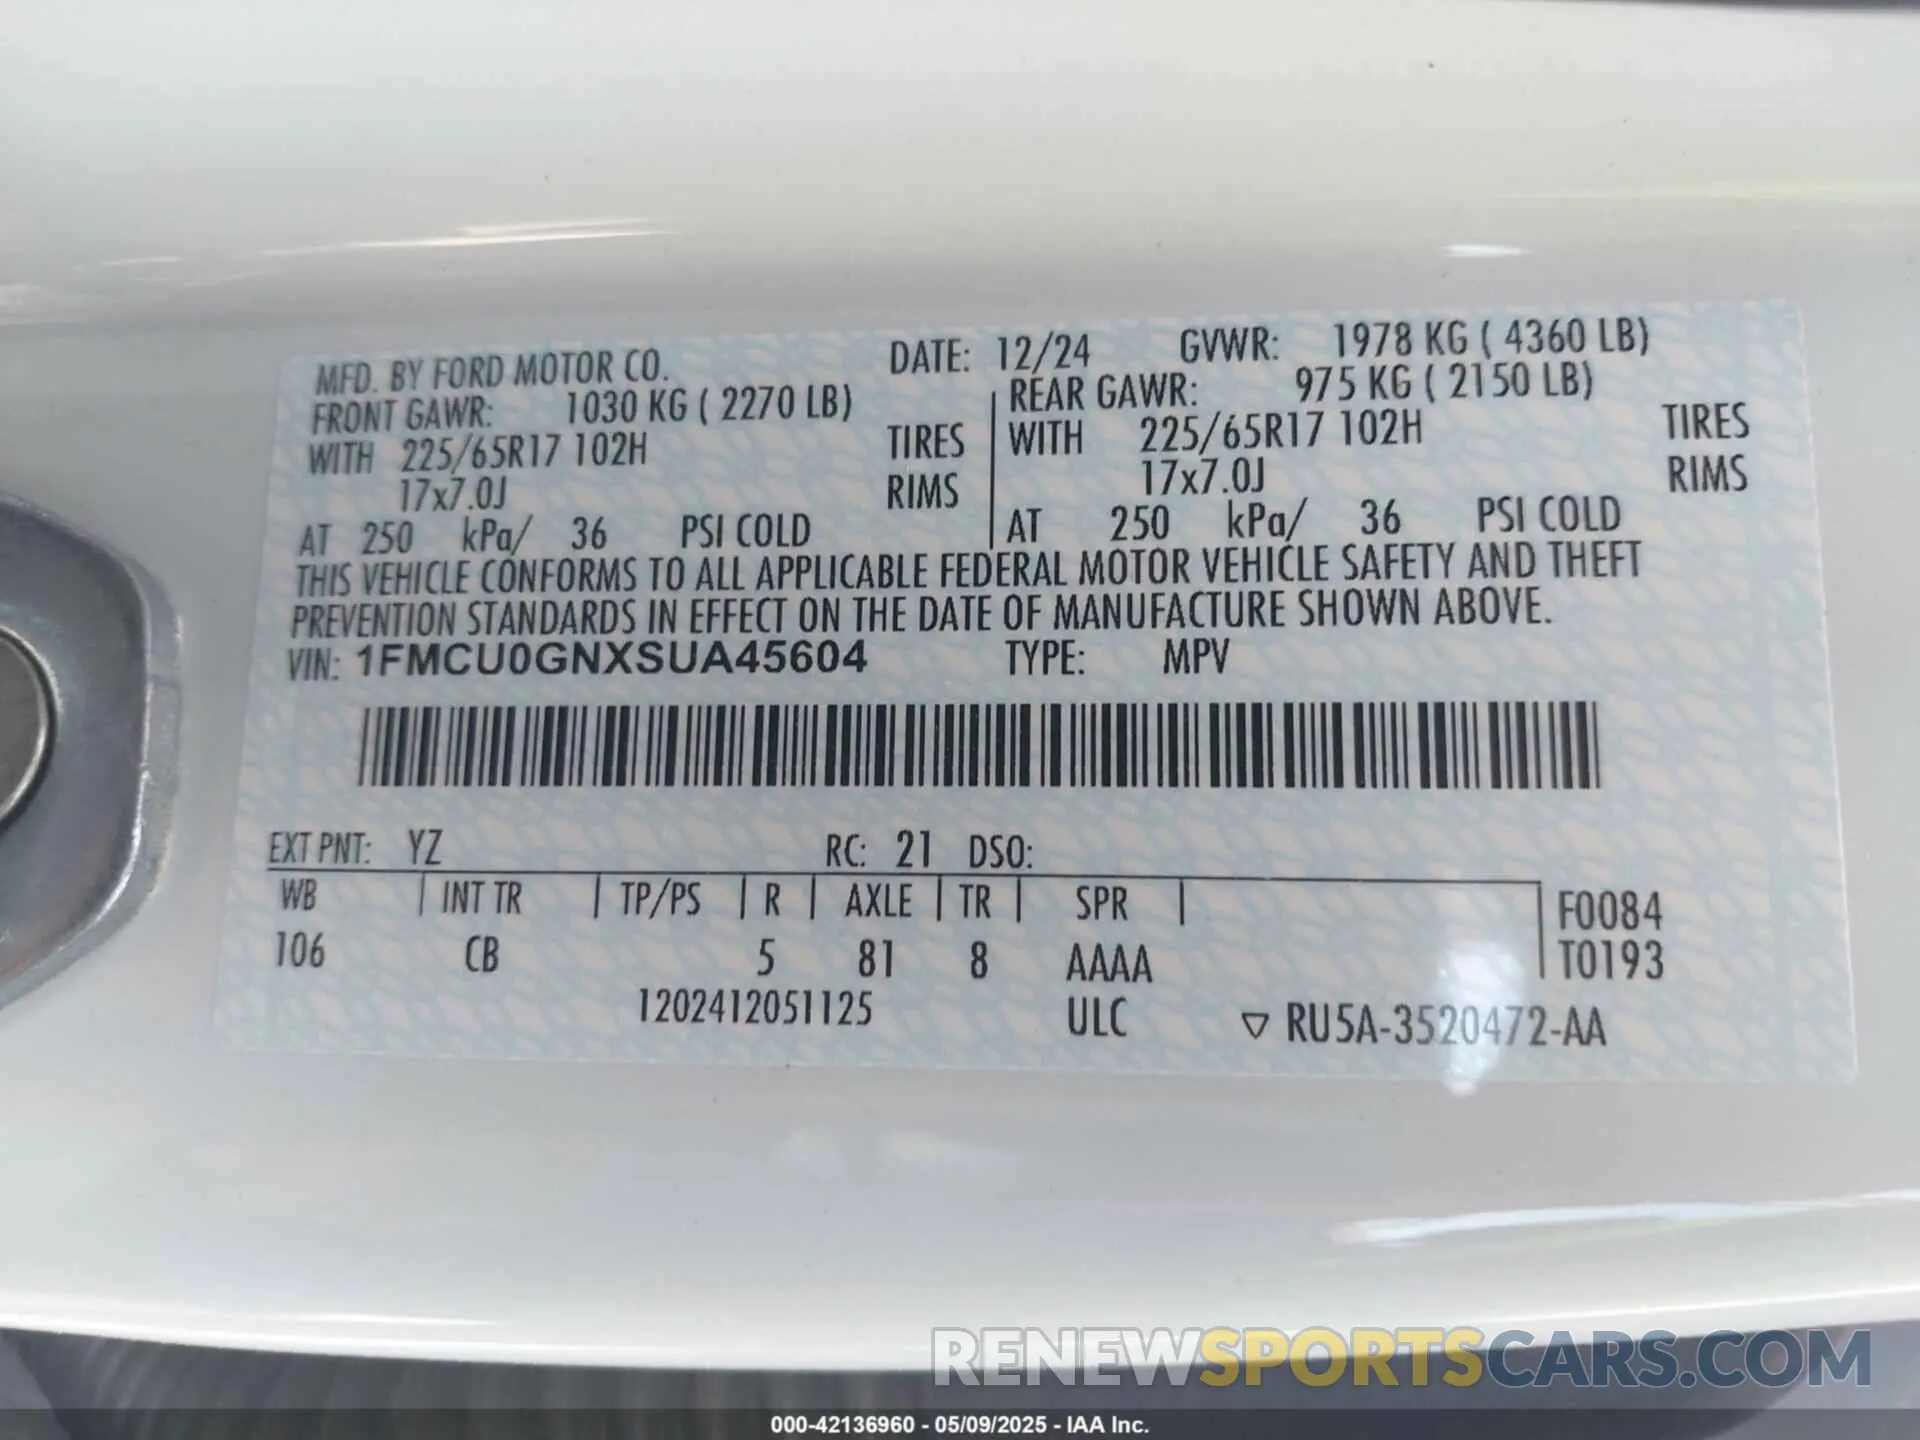 MFD. BY FORD MOTOR CO. DATE: 12/24 GVWR: 1978 KG ( 4360 LB)
FRONT GAWR: 1030 KG ( 2270 LB) REAR GAWR: 975 KG ( 2150 LB)
WITH 225/65R17 102H TIRES WITH 225/65R17 102H TIRES
17x7.0J RIMS 17x7.0J RIMS
AT 250 kPa/ 36 PSI COLD AT 250 kPa/ 36 PSI COLD
THIS VEHICLE CONFORMS TO ALL APPLICABLE FEDERAL MOTOR VEHICLE SAFETY AND THEFT
PREVENTION STANDARDS IN EFFECT ON THE DATE OF MANUFACTURE SHOWN ABOVE.
VIN: 1FMCU0GNXSUA45604 TYPE: MPV
EXT PNT: YZ RC: 21 DSO:
WB INT TR TP/PS R AXLE TR SPR F0084
106 CB 5 81 8 AAAA T0193
1202412051125 ULC ▽ RU5A-3520472-AA
RENEWSPORTSCARS.COM
000-42136960 - 05/09/2025 - IAA Inc.